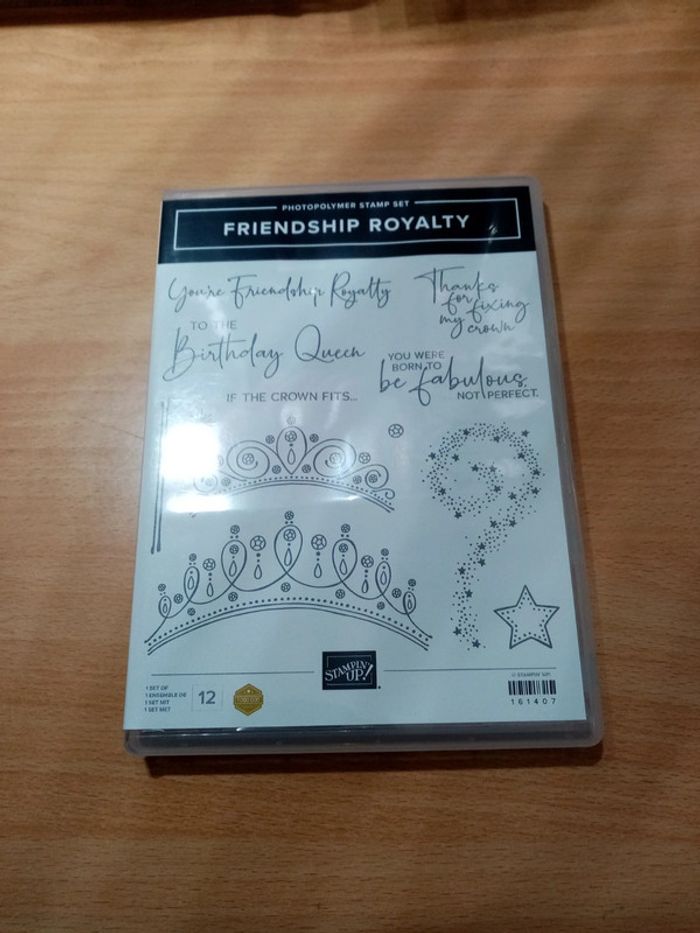 PHOTOPOLYMER STAMP SET
FRIENDSHIP ROYALTY
You're Friendship Royalty
Thanks
for fixing
my crown
TO THE
Birthday Queen
YOU WERE
BORN TO
be fabulous,
NOT PERFECT.
IF THE CROWN FITS...
STAMPIN' UP!
1 SET OF
1 ENSEMBLE DE
1 SET MIT
1 SET MET
12
© STAMPIN' UP!
161407